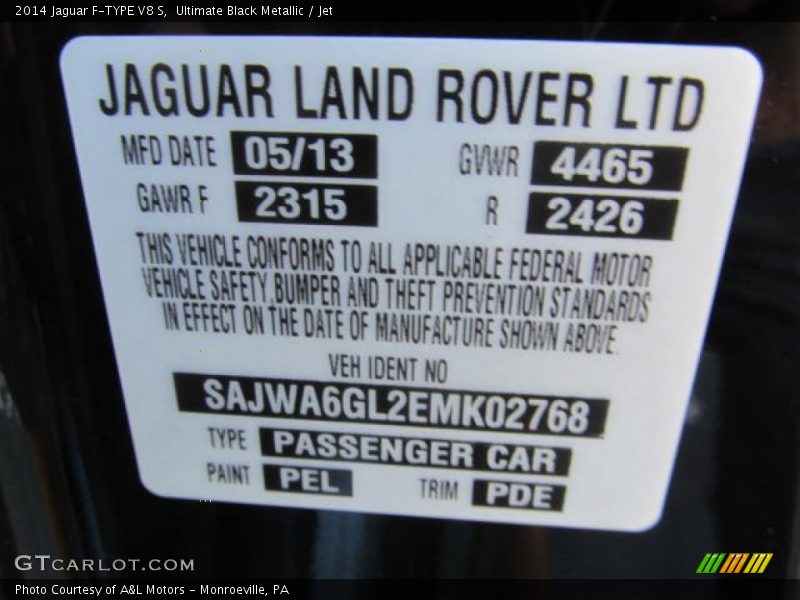 2014 Jaguar F-TYPE V8 S, Ultimate Black Metallic / Jet
JAGUAR LAND ROVER LTD
MFD DATE 05/13 GVWR 4465
GAWR F 2315 R 2426
THIS VEHICLE CONFORMS TO ALL APPLICABLE FEDERAL MOTOR
VEHICLE SAFETY, BUMPER AND THEFT PREVENTION STANDARDS
IN EFFECT ON THE DATE OF MANUFACTURE SHOWN ABOVE.
VEH IDENT NO
SAJWA6GL2EMK02768
TYPE PASSENGER CAR
PAINT PEL TRIM PDE
GTCARLOT.COM
Photo Courtesy of A&L Motors - Monroeville, PA